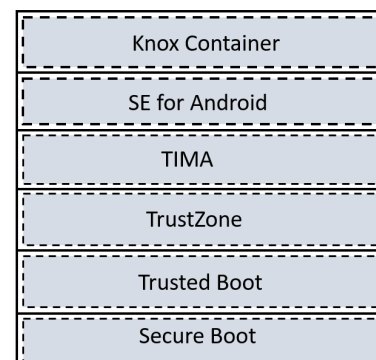 Knox Container
SE for Android
TIMA
TrustZone
Trusted Boot
Secure Boot